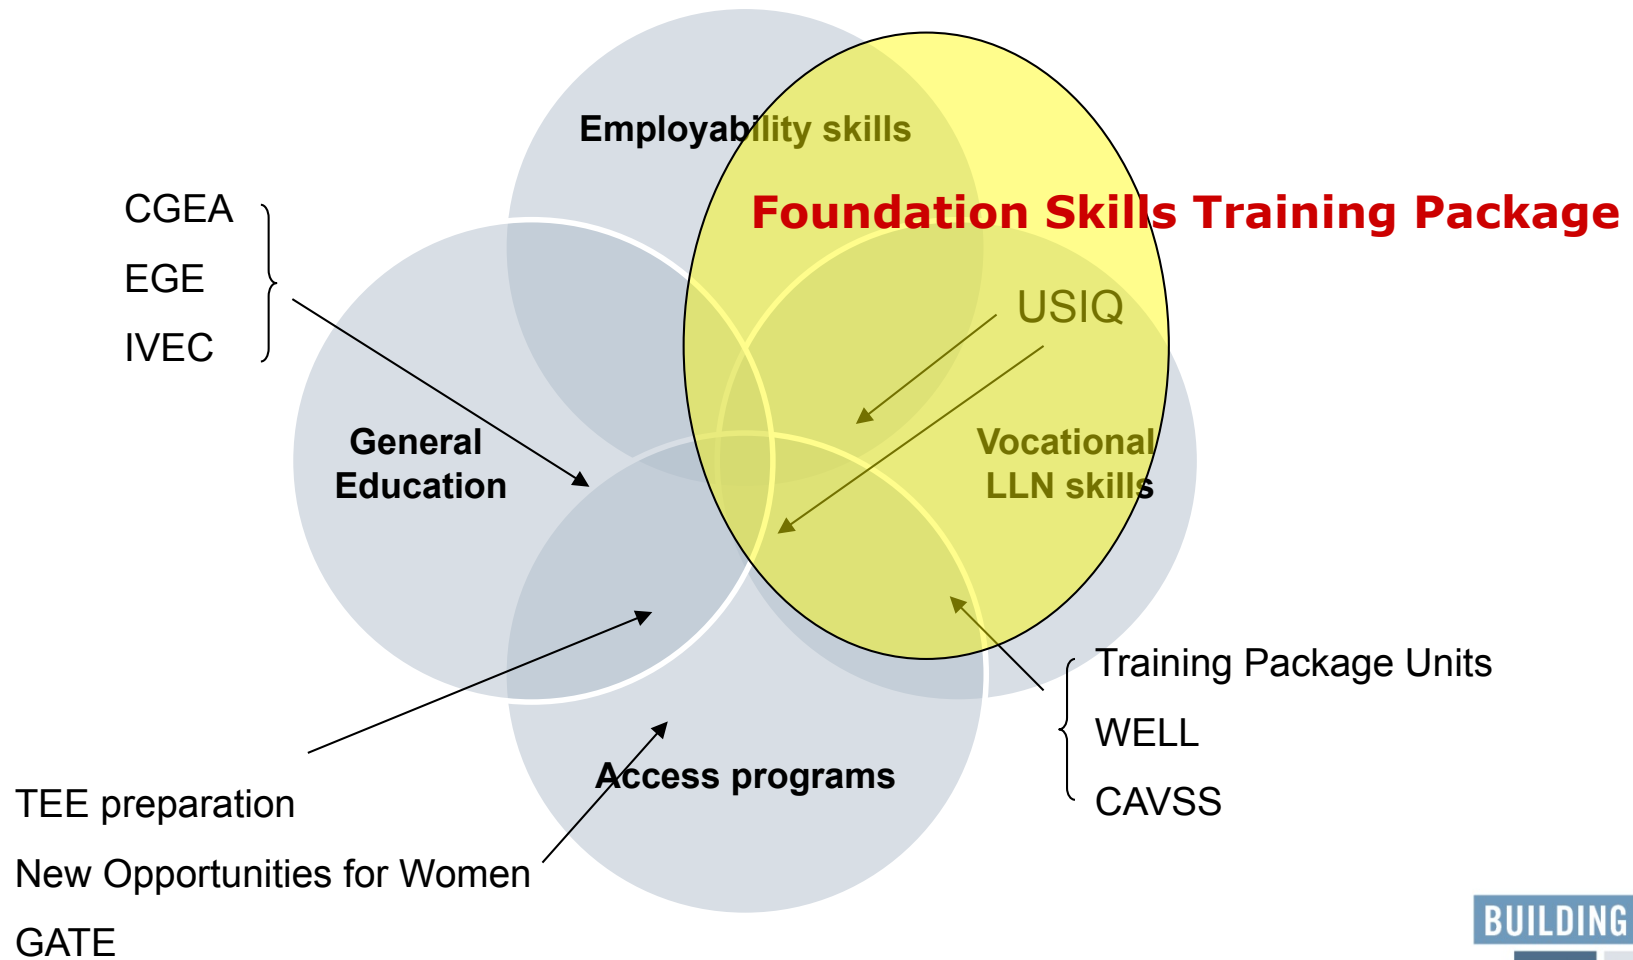 Employability skills
Foundation Skills Training Package
CGEA
EGE
IVEC
USIQ
General
Education
Vocational
LLN skills
Training Package Units
WELL
CAVSS
Access programs
TEE preparation
New Opportunities for Women
GATE
BUILDING